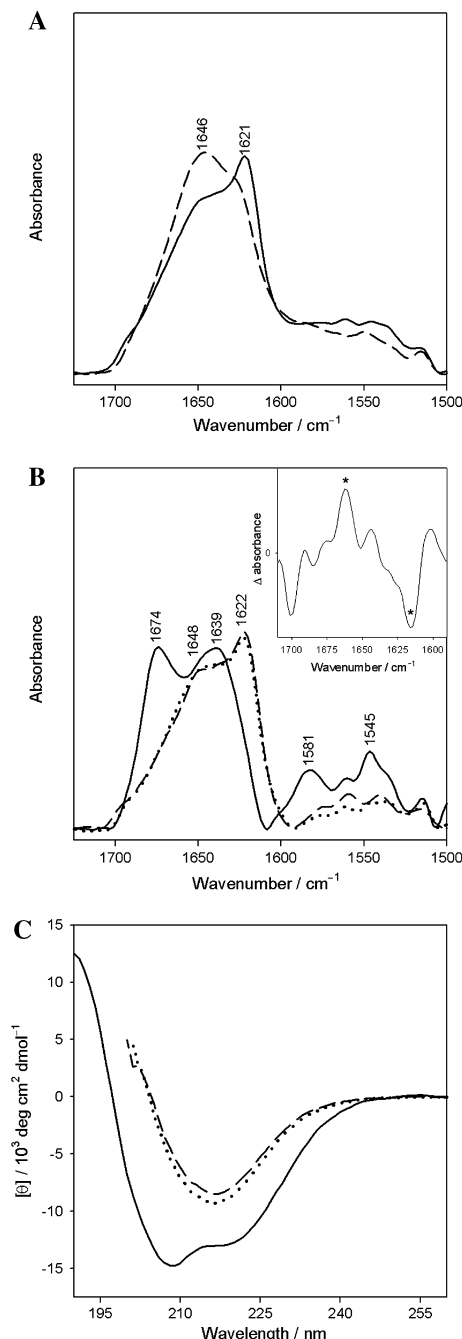 A
1646
1621
Absorbance
1700 1650 1600 1550 1500
Wavenumber / cm⁻¹
B
1674
1648
1639
1622
1581
1545
Absorbance
Δ absorbance
0
*
*
1700 1675 1650 1625 1600
Wavenumber / cm⁻¹
1700 1650 1600 1550 1500
Wavenumber / cm⁻¹
C
15
10
5
0
-5
-10
-15
[θ] / 10³ deg cm² dmol⁻¹
195 210 225 240 255
Wavelength / nm